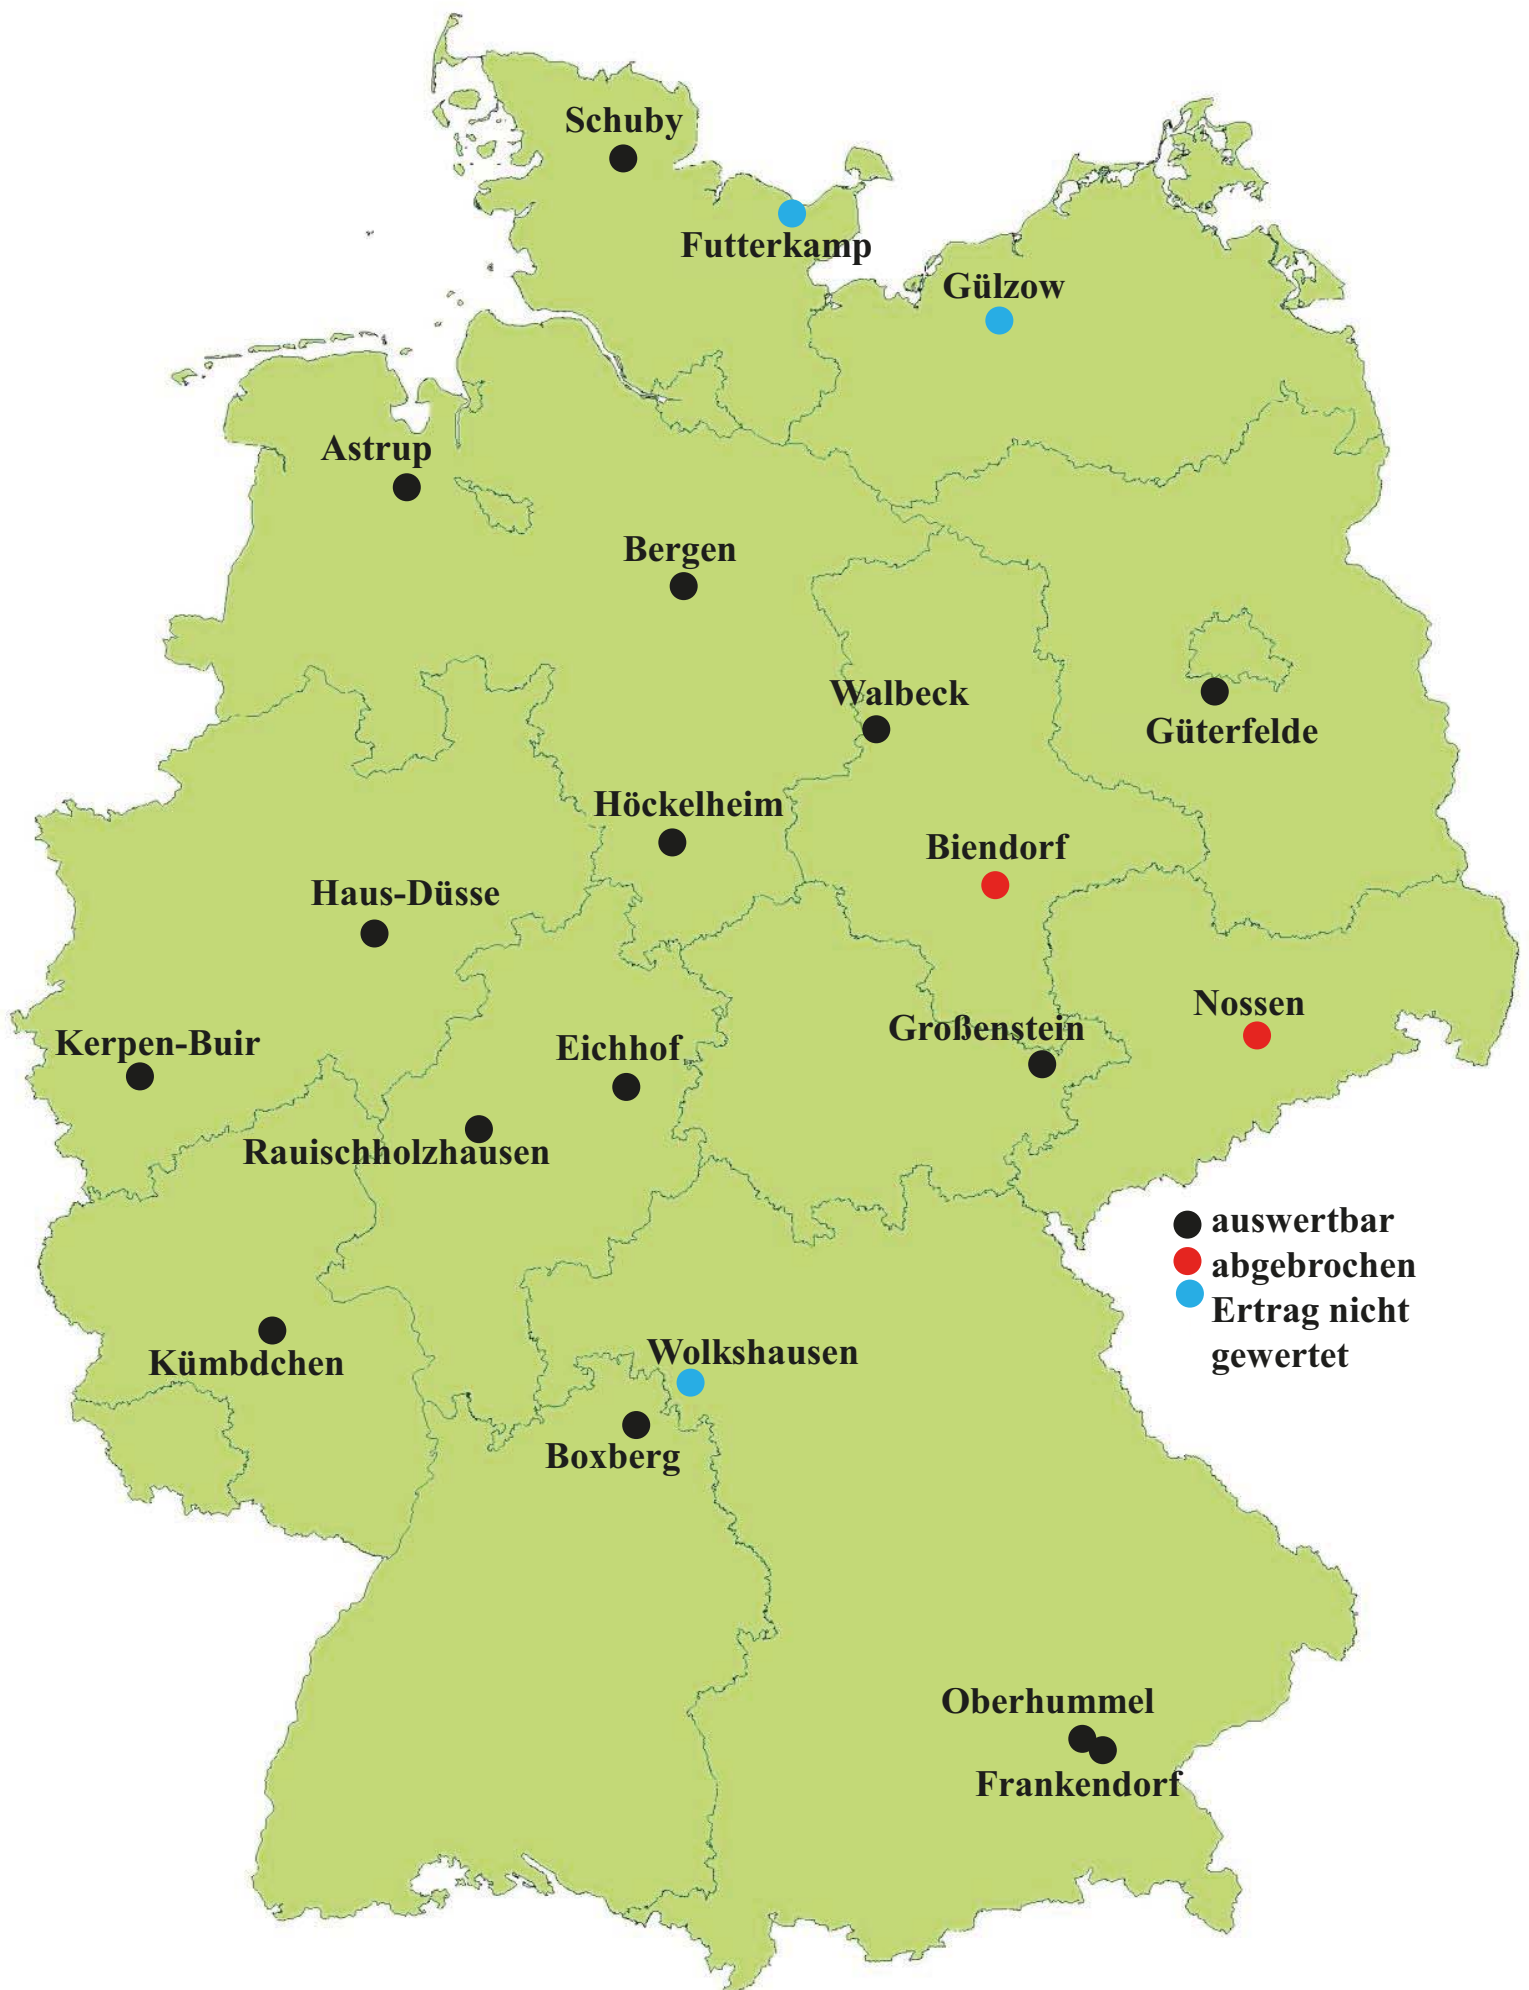 Schuby
Futterkamp
Gülzow
Astrup
Bergen
Walbeck
Güterfelde
Höckelheim
Biendorf
Haus-Düsse
Nossen
Großenstein
Kerpen-Buir
Eichhof
Rauischholzhausen
auswertbar
abgebrochen
Ertrag nicht
gewertet
Wolkshausen
Kümbdchen
Boxberg
Oberhummel
Frankendorf